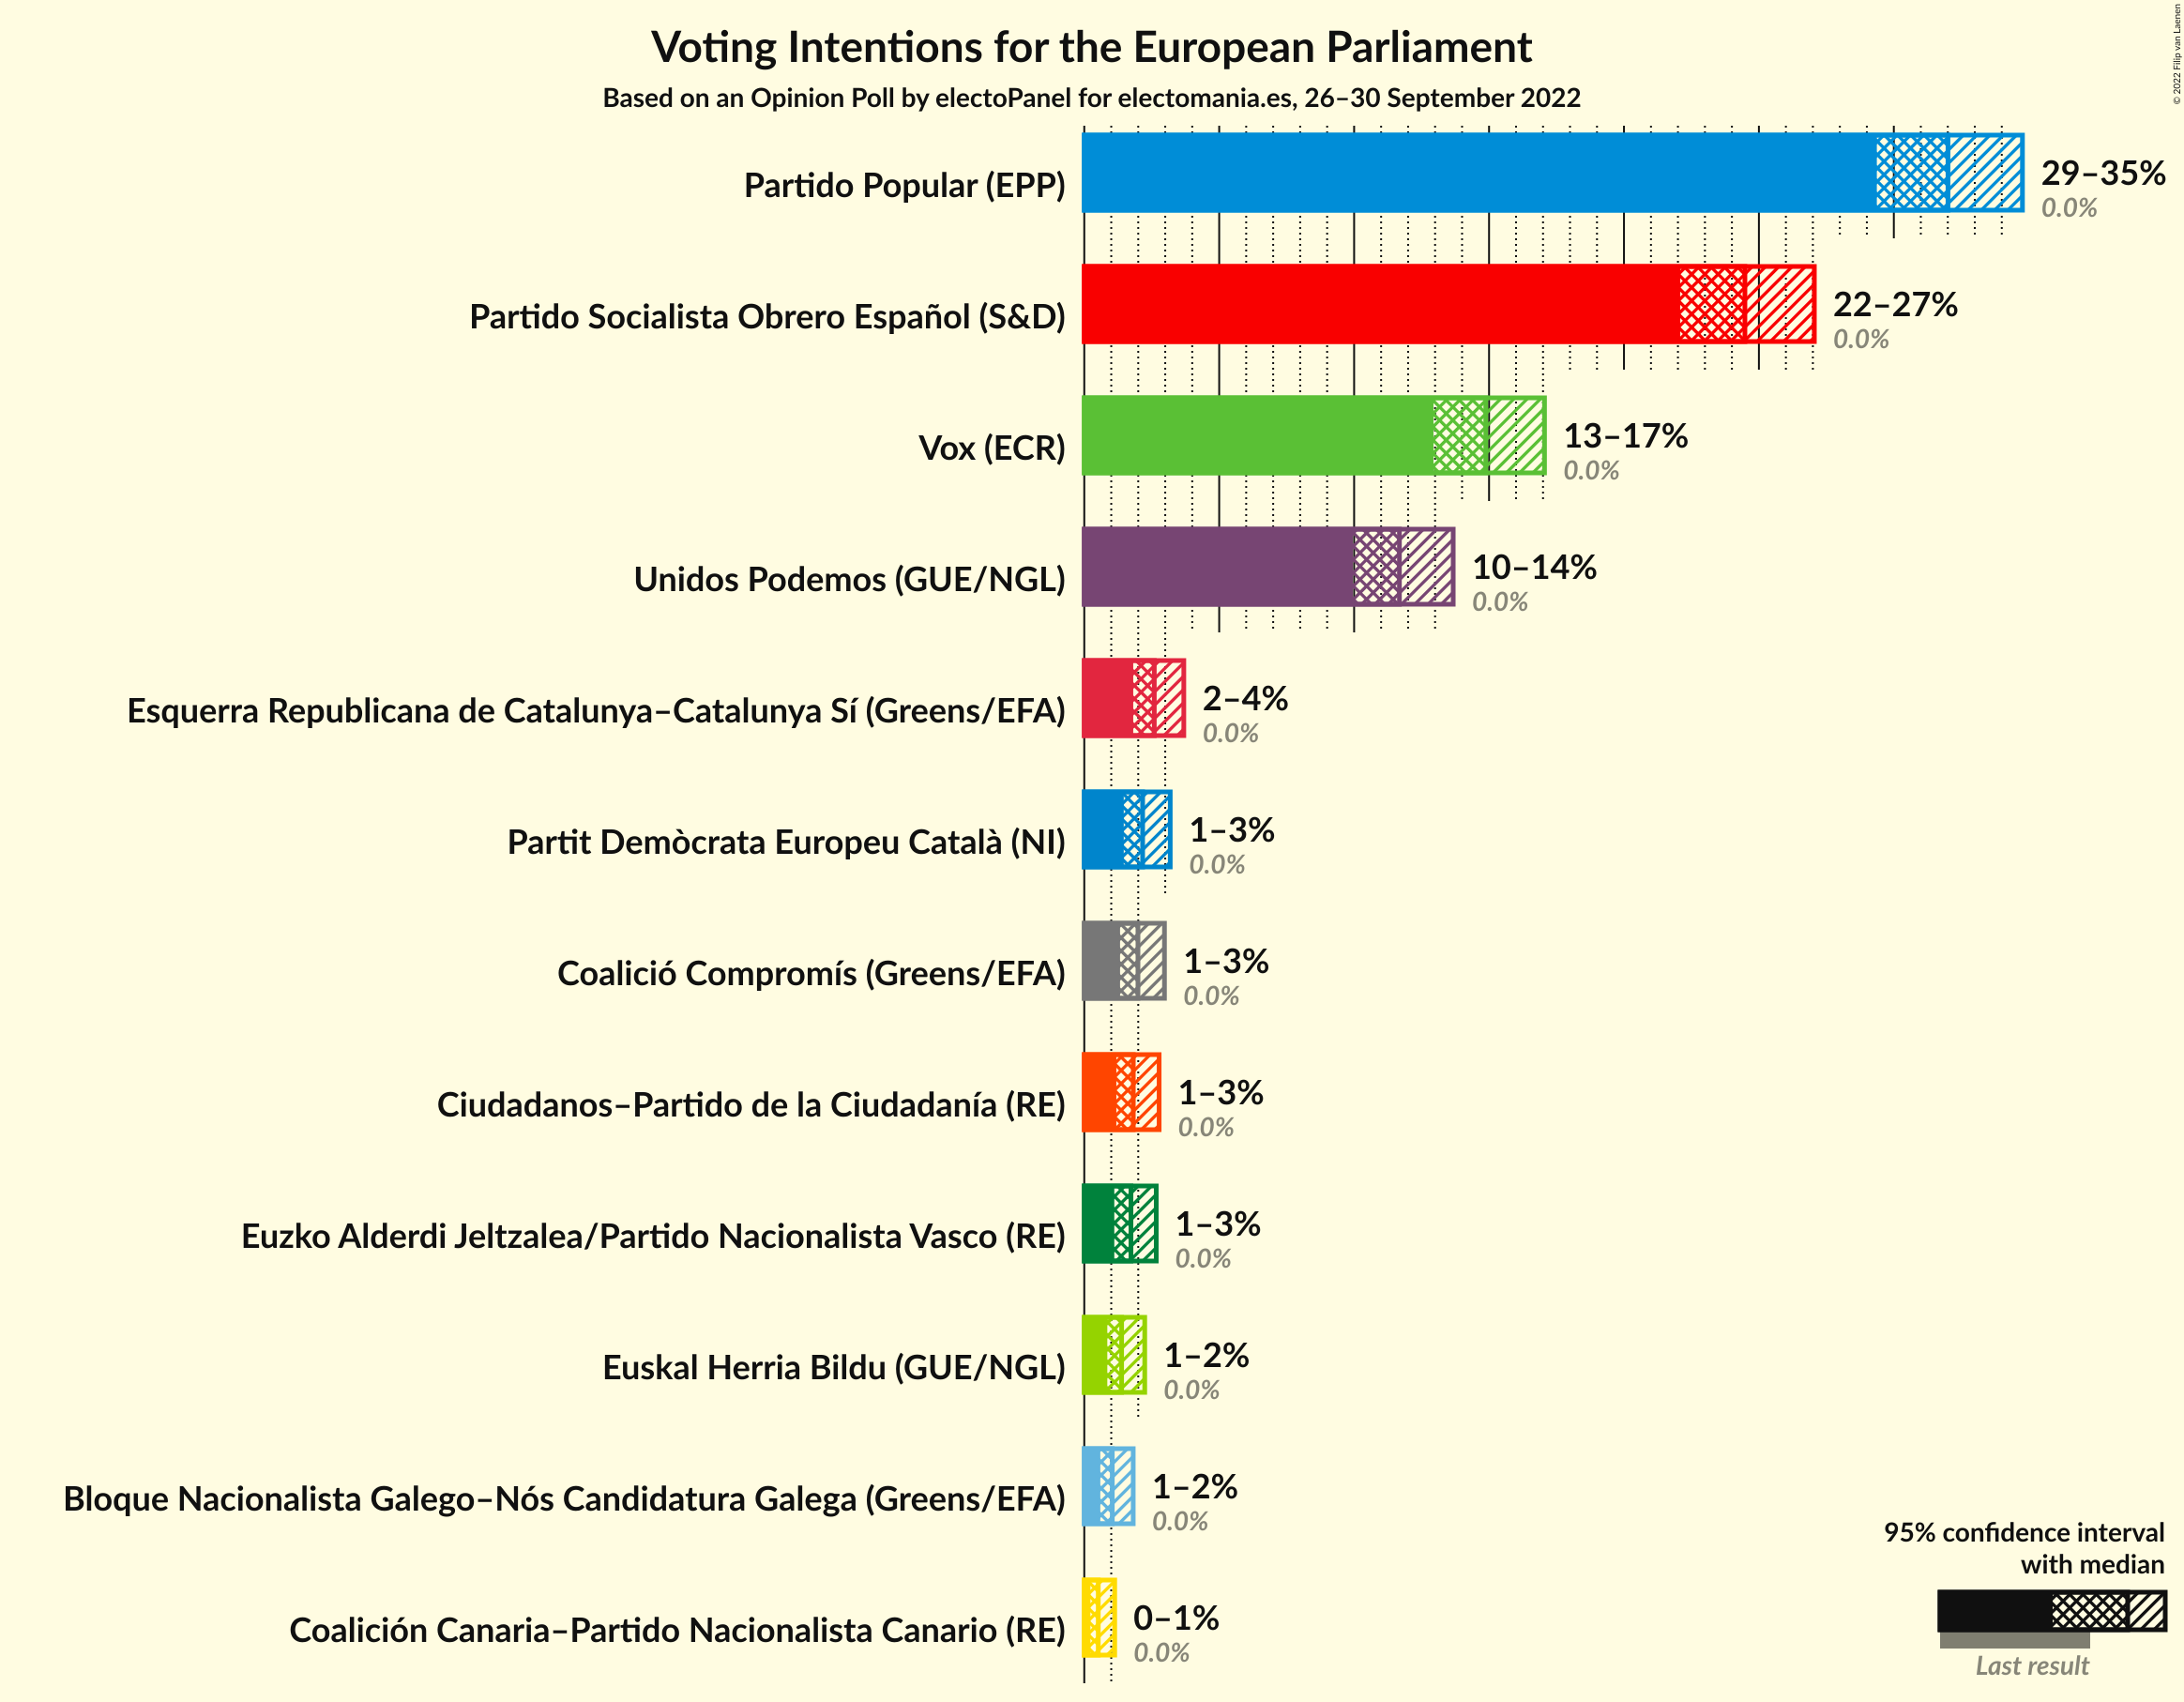 Voting Intentions for the European Parliament
Based on an Opinion Poll by electoPanel for electomania.es, 26–30 September 2022
© 2022 Filip van Laenen
Partido Popular (EPP)
29–35%
0.0%
Partido Socialista Obrero Español (S&D)
22–27%
0.0%
Vox (ECR)
13–17%
0.0%
Unidos Podemos (GUE/NGL)
10–14%
0.0%
Esquerra Republicana de Catalunya–Catalunya Sí (Greens/EFA)
2–4%
0.0%
Partit Demòcrata Europeu Català (NI)
1–3%
0.0%
Coalició Compromís (Greens/EFA)
1–3%
0.0%
Ciudadanos–Partido de la Ciudadanía (RE)
1–3%
0.0%
Euzko Alderdi Jeltzalea/Partido Nacionalista Vasco (RE)
1–3%
0.0%
Euskal Herria Bildu (GUE/NGL)
1–2%
0.0%
Bloque Nacionalista Galego–Nós Candidatura Galega (Greens/EFA)
1–2%
0.0%
Coalición Canaria–Partido Nacionalista Canario (RE)
0–1%
0.0%
95% confidence interval
with median
Last result